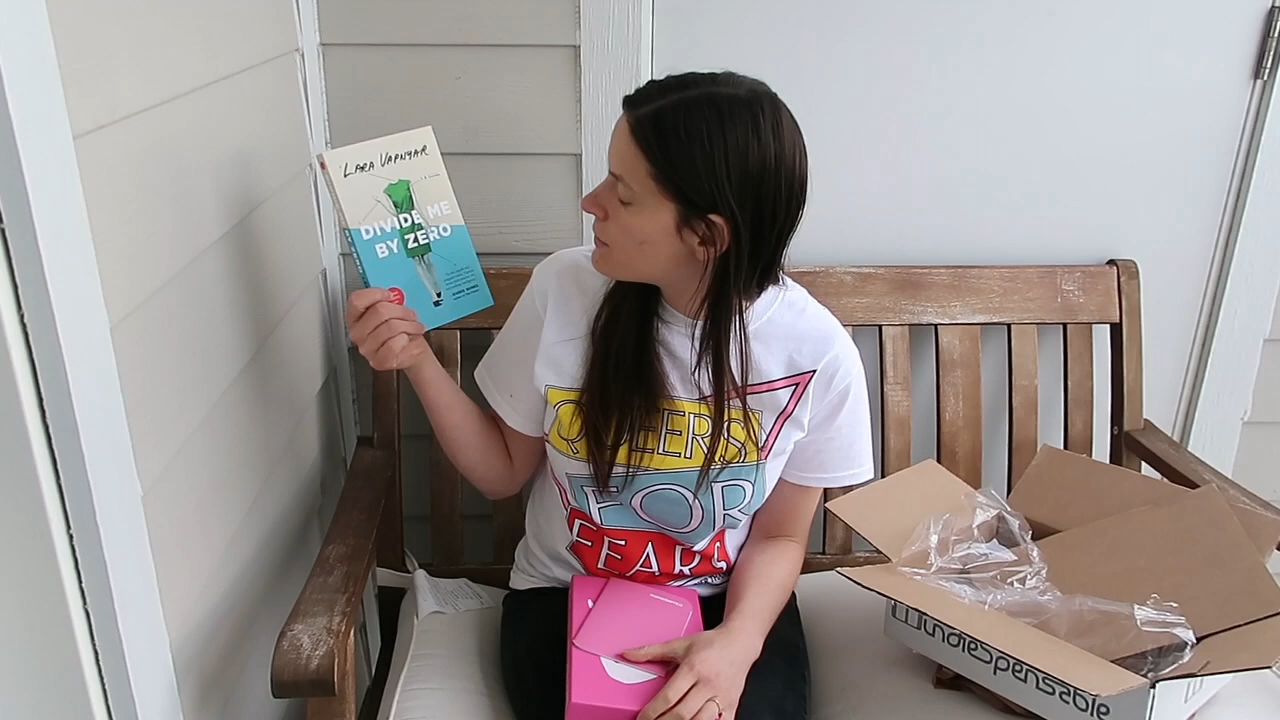 LARA VAPNYAR
DIVIDE ME
BY ZERO
QUEERS
FOR
FEARS
indiespensable